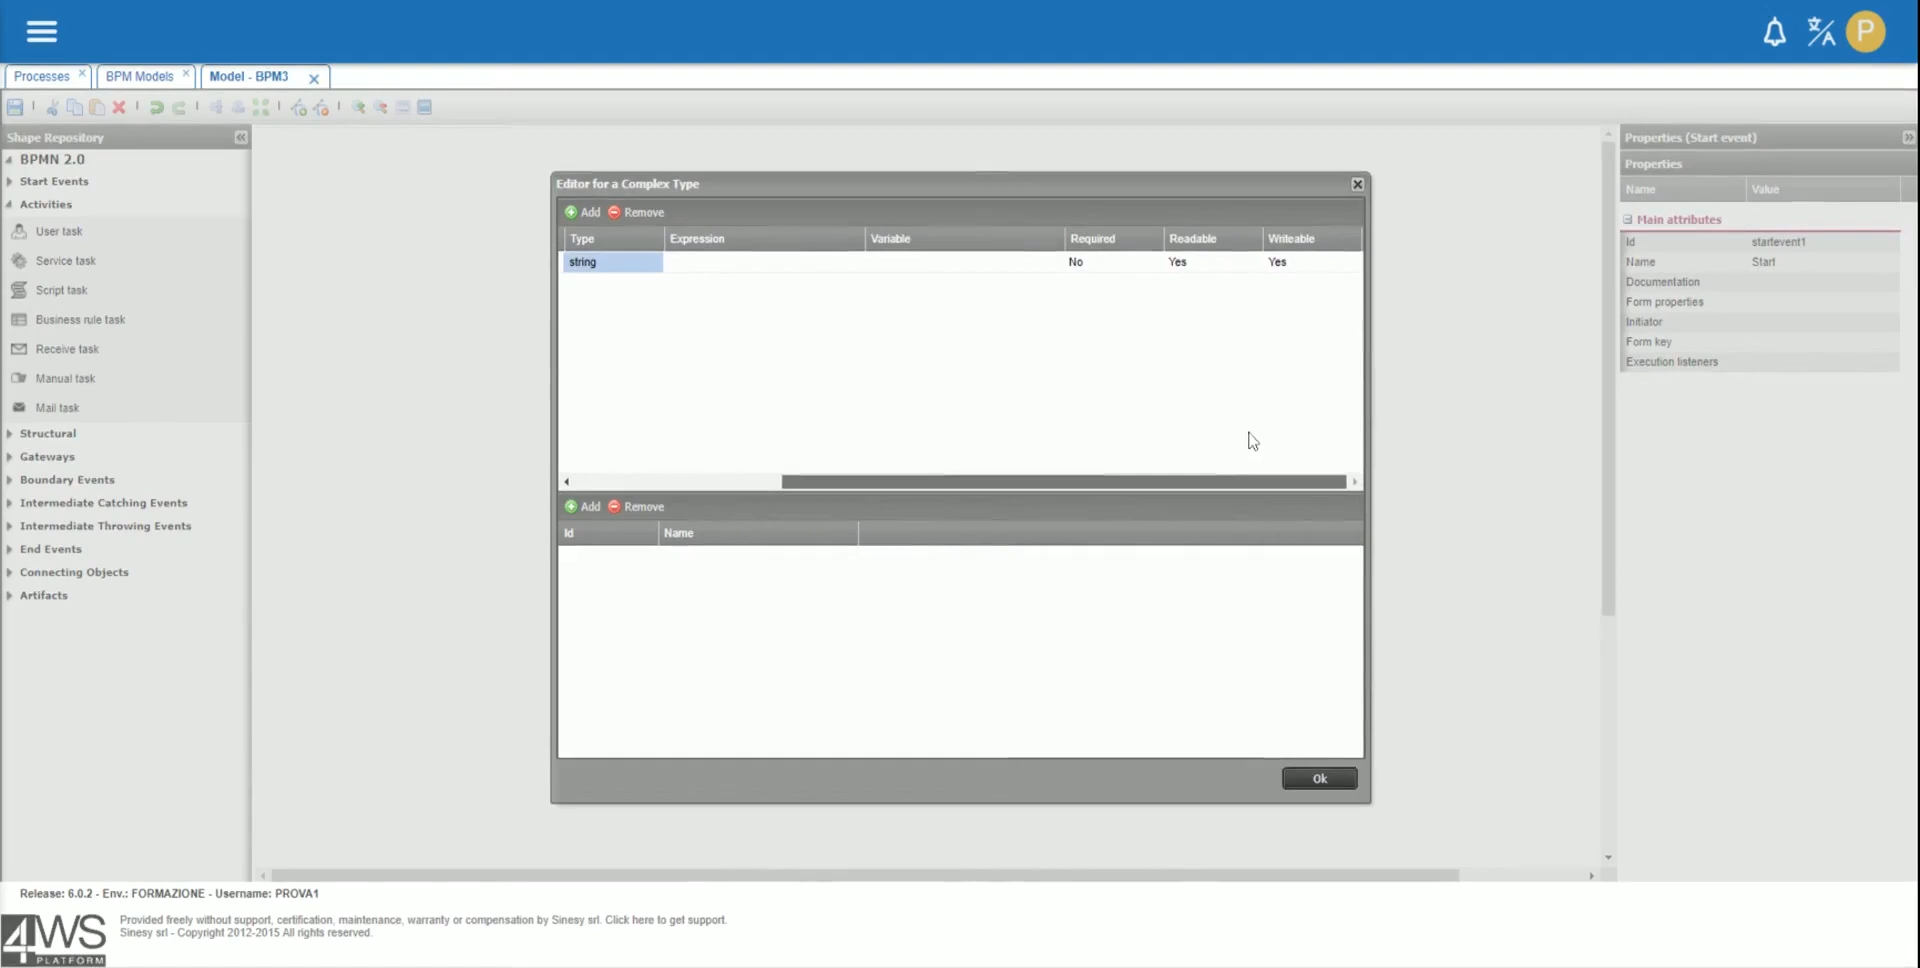 P
Processes
BPM Models
Model - BPM3
Shape Repository
BPMN 2.0
Start Events
Activities
User task
Service task
Script task
Business rule task
Receive task
Manual task
Mail task
Structural
Gateways
Boundary Events
Intermediate Catching Events
Intermediate Throwing Events
End Events
Connecting Objects
Artifacts
Editor for a Complex Type
Add Remove
Type Expression Variable Required Readable Writeable
string No Yes Yes
Add Remove
Id Name
Ok
Properties (Start event)
Properties
Name Value
Main attributes
Id startevent1
Name Start
Documentation
Form properties
Initiator
Form key
Execution listeners
Release: 6.0.2 - Env.: FORMAZIONE - Username: PROVA1
4WS
PLATFORM
Provided freely without support, certification, maintenance, warranty or compensation by Sinesy srl. Click here to get support.
Sinesy srl - Copyright 2012-2015 All rights reserved.